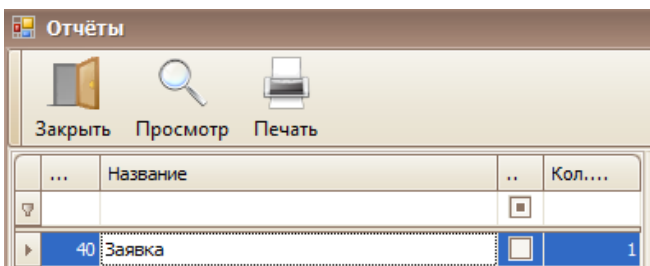 Отчёты
Закрыть Просмотр Печать
... Название .. Кол....
40 Заявка 1